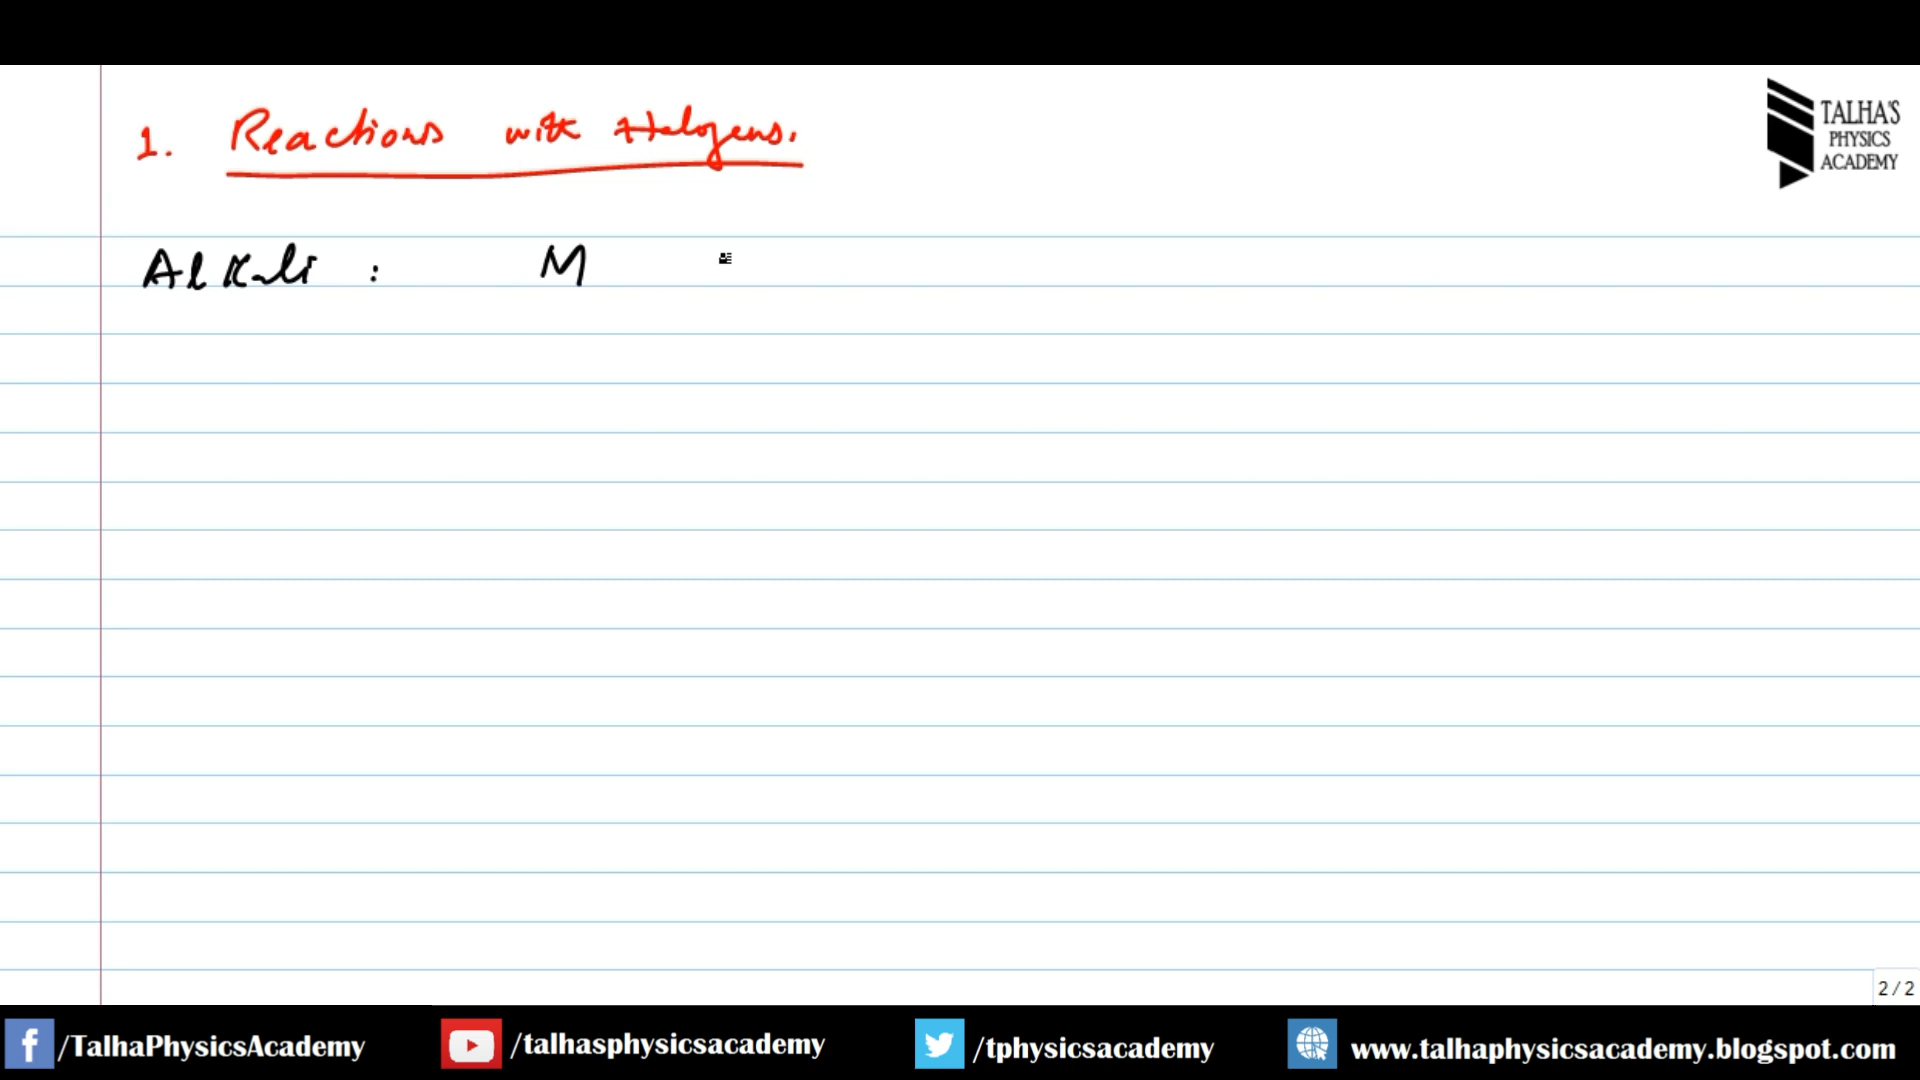 1. Reactions with Halogens.
TALHA'S
PHYSICS
ACADEMY
Alkali : M
2/2
/TalhaPhysicsAcademy /talhasphysicsacademy /tphysicsacademy www.talhaphysicsacademy.blogspot.com